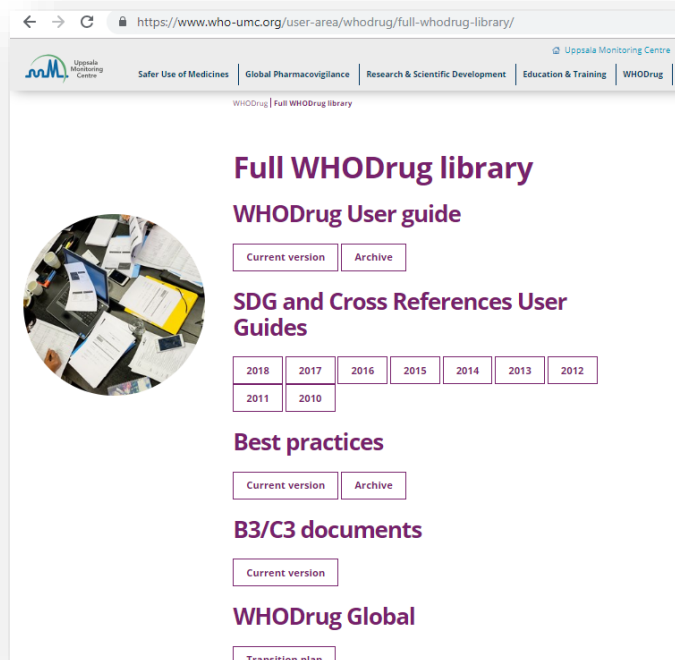 https://www.who-umc.org/user-area/whodrug/full-whodrug-library/
Uppsala Monitoring Centre
Uppsala
Monitoring
Centre
Safer Use of Medicines Global Pharmacovigilance Research & Scientific Development Education & Training WHODrug
WHODrug Full WHODrug library
Full WHODrug library
WHODrug User guide
Current version Archive
SDG and Cross References User
Guides
2018 2017 2016 2015 2014 2013 2012
2011 2010
Best practices
Current version Archive
B3/C3 documents
Current version
WHODrug Global
Transition plan